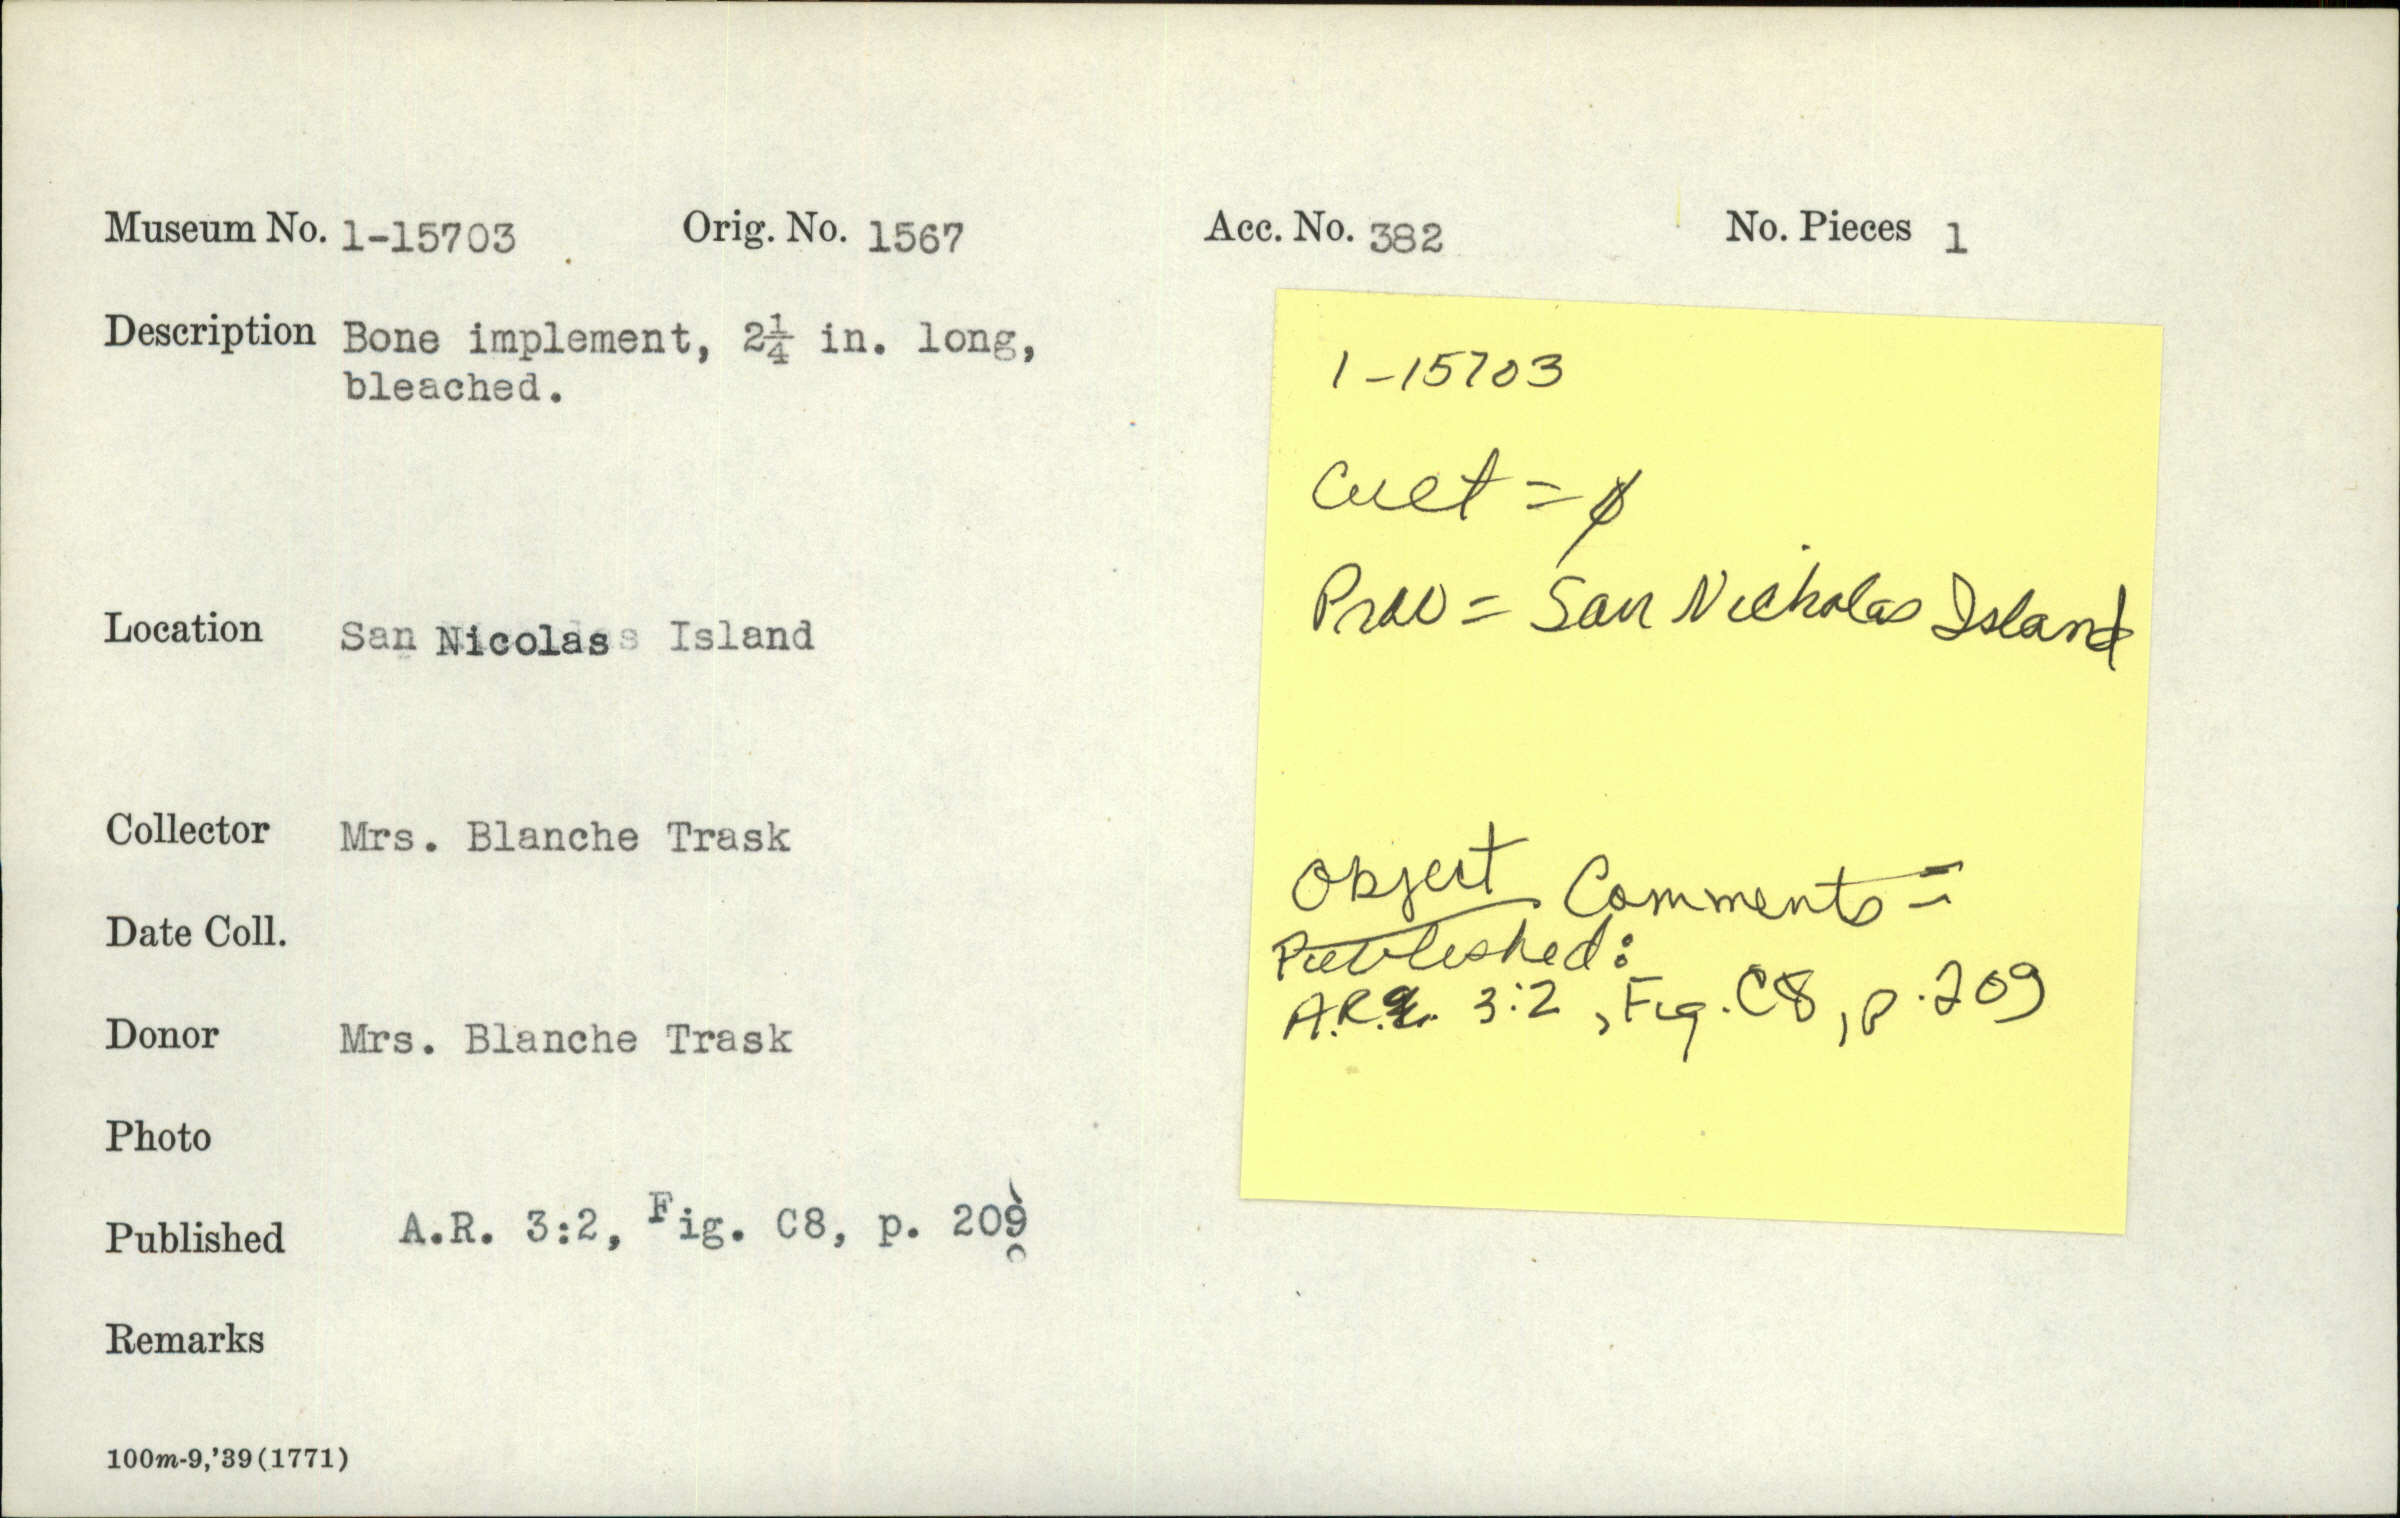 Museum No. 1-15703 Orig. No. 1567 Acc. No. 382 No. Pieces 1
Description Bone implement, 2¼ in. long,
bleached.
Location San Nicolas Island
Collector Mrs. Blanche Trask
Date Coll.
Donor Mrs. Blanche Trask
Photo
Published A.R. 3:2, Fig. C8, p. 209
Remarks
100m-9,'39(1771)
1-15703
Cult = ø
Prov = San Nicholas Island
Object Comments =
Published:
A.R. 3:2, Fig. C8, p. 209